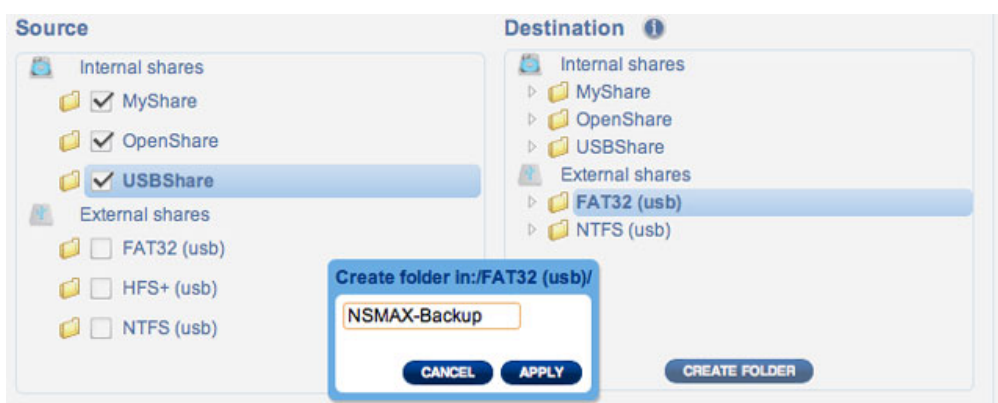 Source
Internal shares
MyShare
OpenShare
USBShare
External shares
FAT32 (usb)
HFS+ (usb)
NTFS (usb)
Destination i
Internal shares
MyShare
OpenShare
USBShare
External shares
FAT32 (usb)
NTFS (usb)
CREATE FOLDER
Create folder in:/FAT32 (usb)/
NSMAX-Backup
CANCEL APPLY